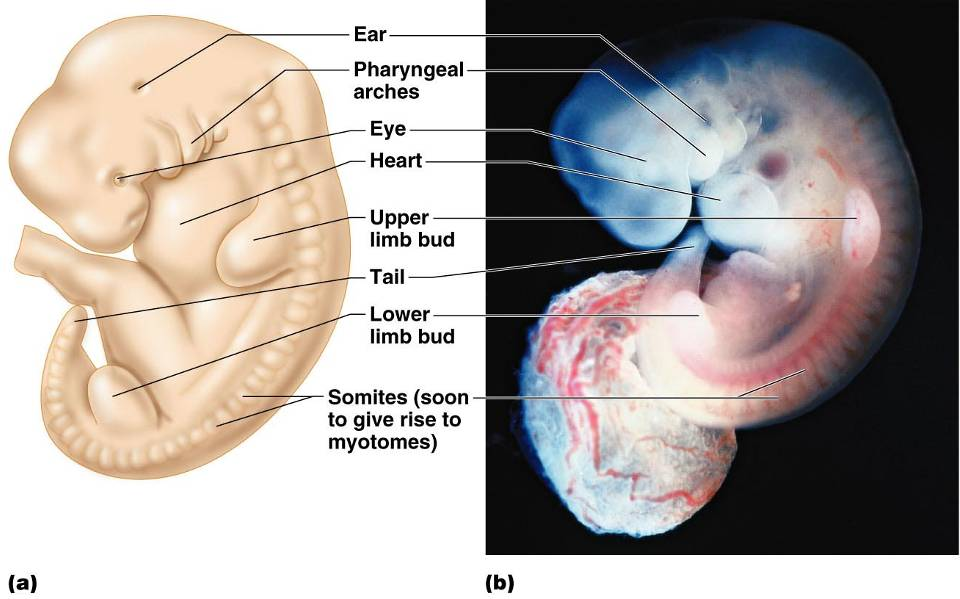 Ear
Pharyngeal
arches
Eye
Heart
Upper
limb bud
Tail
Lower
limb bud
Somites (soon
to give rise to
myotomes)
(a)
(b)